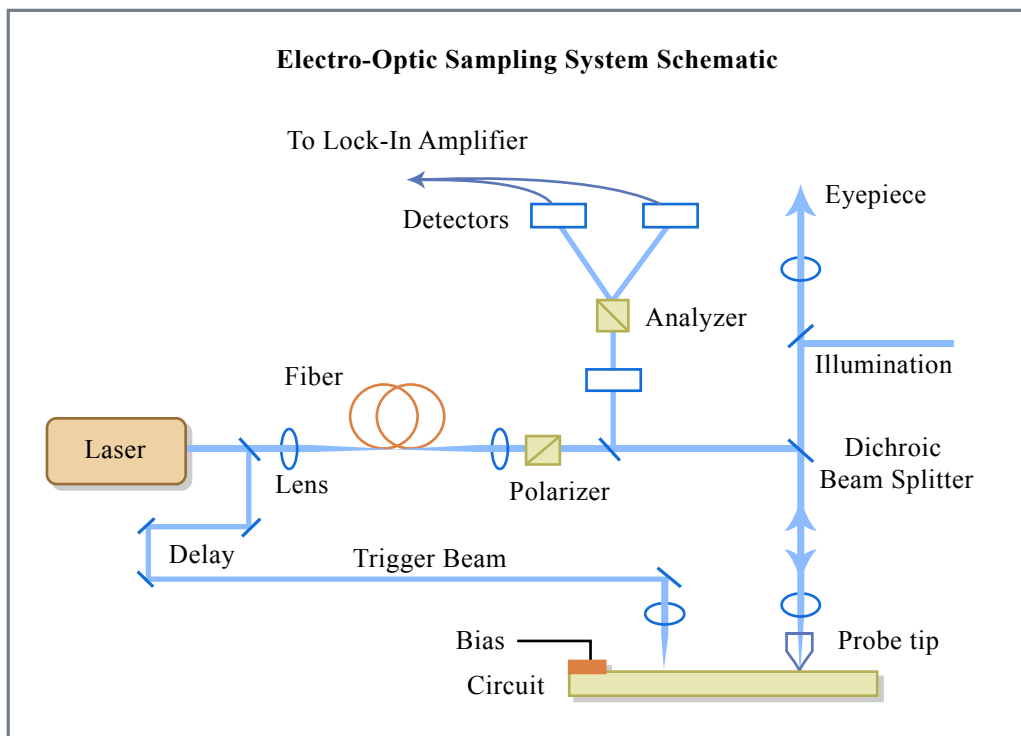 Electro-Optic Sampling System Schematic
To Lock-In Amplifier
Eyepiece
Detectors
Analyzer
Illumination
Fiber
Laser
Lens
Polarizer
Dichroic
Beam Splitter
Delay
Trigger Beam
Bias
Probe tip
Circuit